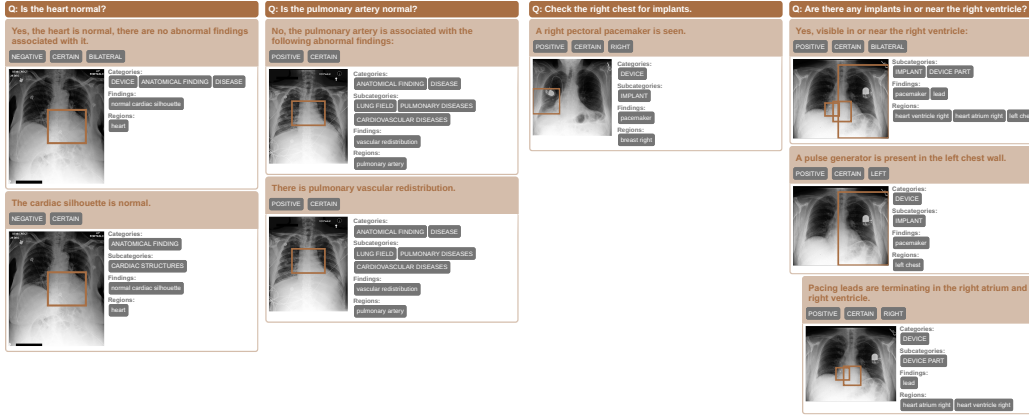 Q: Is the heart normal?
Yes, the heart is normal, there are no abnormal findings
associated with it.
NEGATIVE CERTAIN BILATERAL
Categories:
DEVICE ANATOMICAL FINDING DISEASE
Findings:
normal cardiac silhouette
Regions:
heart
The cardiac silhouette is normal.
NEGATIVE CERTAIN
Categories:
ANATOMICAL FINDING
Subcategories:
CARDIAC STRUCTURES
Findings:
normal cardiac silhouette
Regions:
heart
Q: Is the pulmonary artery normal?
No, the pulmonary artery is associated with the
following abnormal findings:
POSITIVE CERTAIN
Categories:
ANATOMICAL FINDING DISEASE
Subcategories:
LUNG FIELD PULMONARY DISEASES
CARDIOVASCULAR DISEASES
Findings:
vascular redistribution
Regions:
pulmonary artery
There is pulmonary vascular redistribution.
POSITIVE CERTAIN
Categories:
ANATOMICAL FINDING DISEASE
Subcategories:
LUNG FIELD PULMONARY DISEASES
CARDIOVASCULAR DISEASES
Findings:
vascular redistribution
Regions:
pulmonary artery
Q: Check the right chest for implants.
A right pectoral pacemaker is seen.
POSITIVE CERTAIN RIGHT
Categories:
DEVICE
Subcategories:
IMPLANT
Findings:
pacemaker
Regions:
breast right
Q: Are there any implants in or near the right ventricle?
Yes, visible in or near the right ventricle:
POSITIVE CERTAIN BILATERAL
Subcategories:
IMPLANT DEVICE PART
Findings:
pacemaker lead
Regions:
heart ventricle right heart atrium right left che
A pulse generator is present in the left chest wall.
POSITIVE CERTAIN LEFT
Categories:
DEVICE
Subcategories:
IMPLANT
Findings:
pacemaker
Regions:
left chest
Pacing leads are terminating in the right atrium and
right ventricle.
POSITIVE CERTAIN RIGHT
Categories:
DEVICE
Subcategories:
DEVICE PART
Findings:
lead
Regions:
heart atrium right heart ventricle right